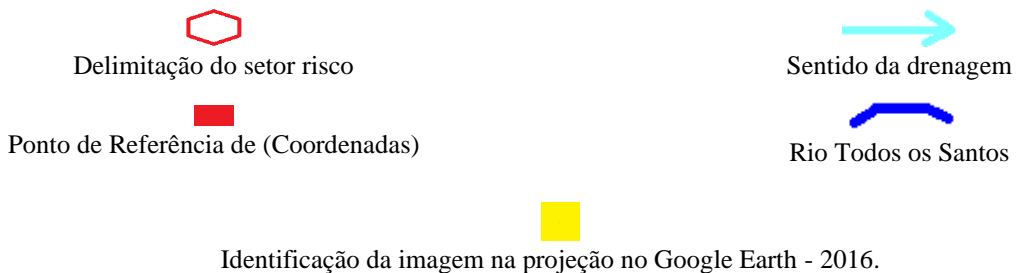 Delimitação do setor risco
Sentido da drenagem
Ponto de Referência de (Coordenadas)
Rio Todos os Santos
Identificação da imagem na projeção no Google Earth - 2016.